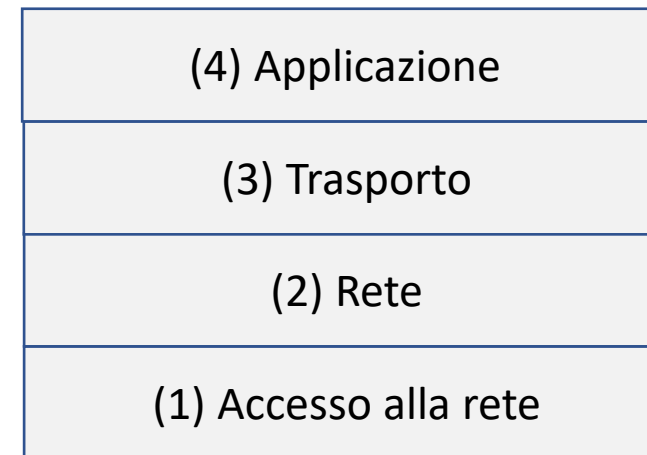 (4) Applicazione
(3) Trasporto
(2) Rete
(1) Accesso alla rete